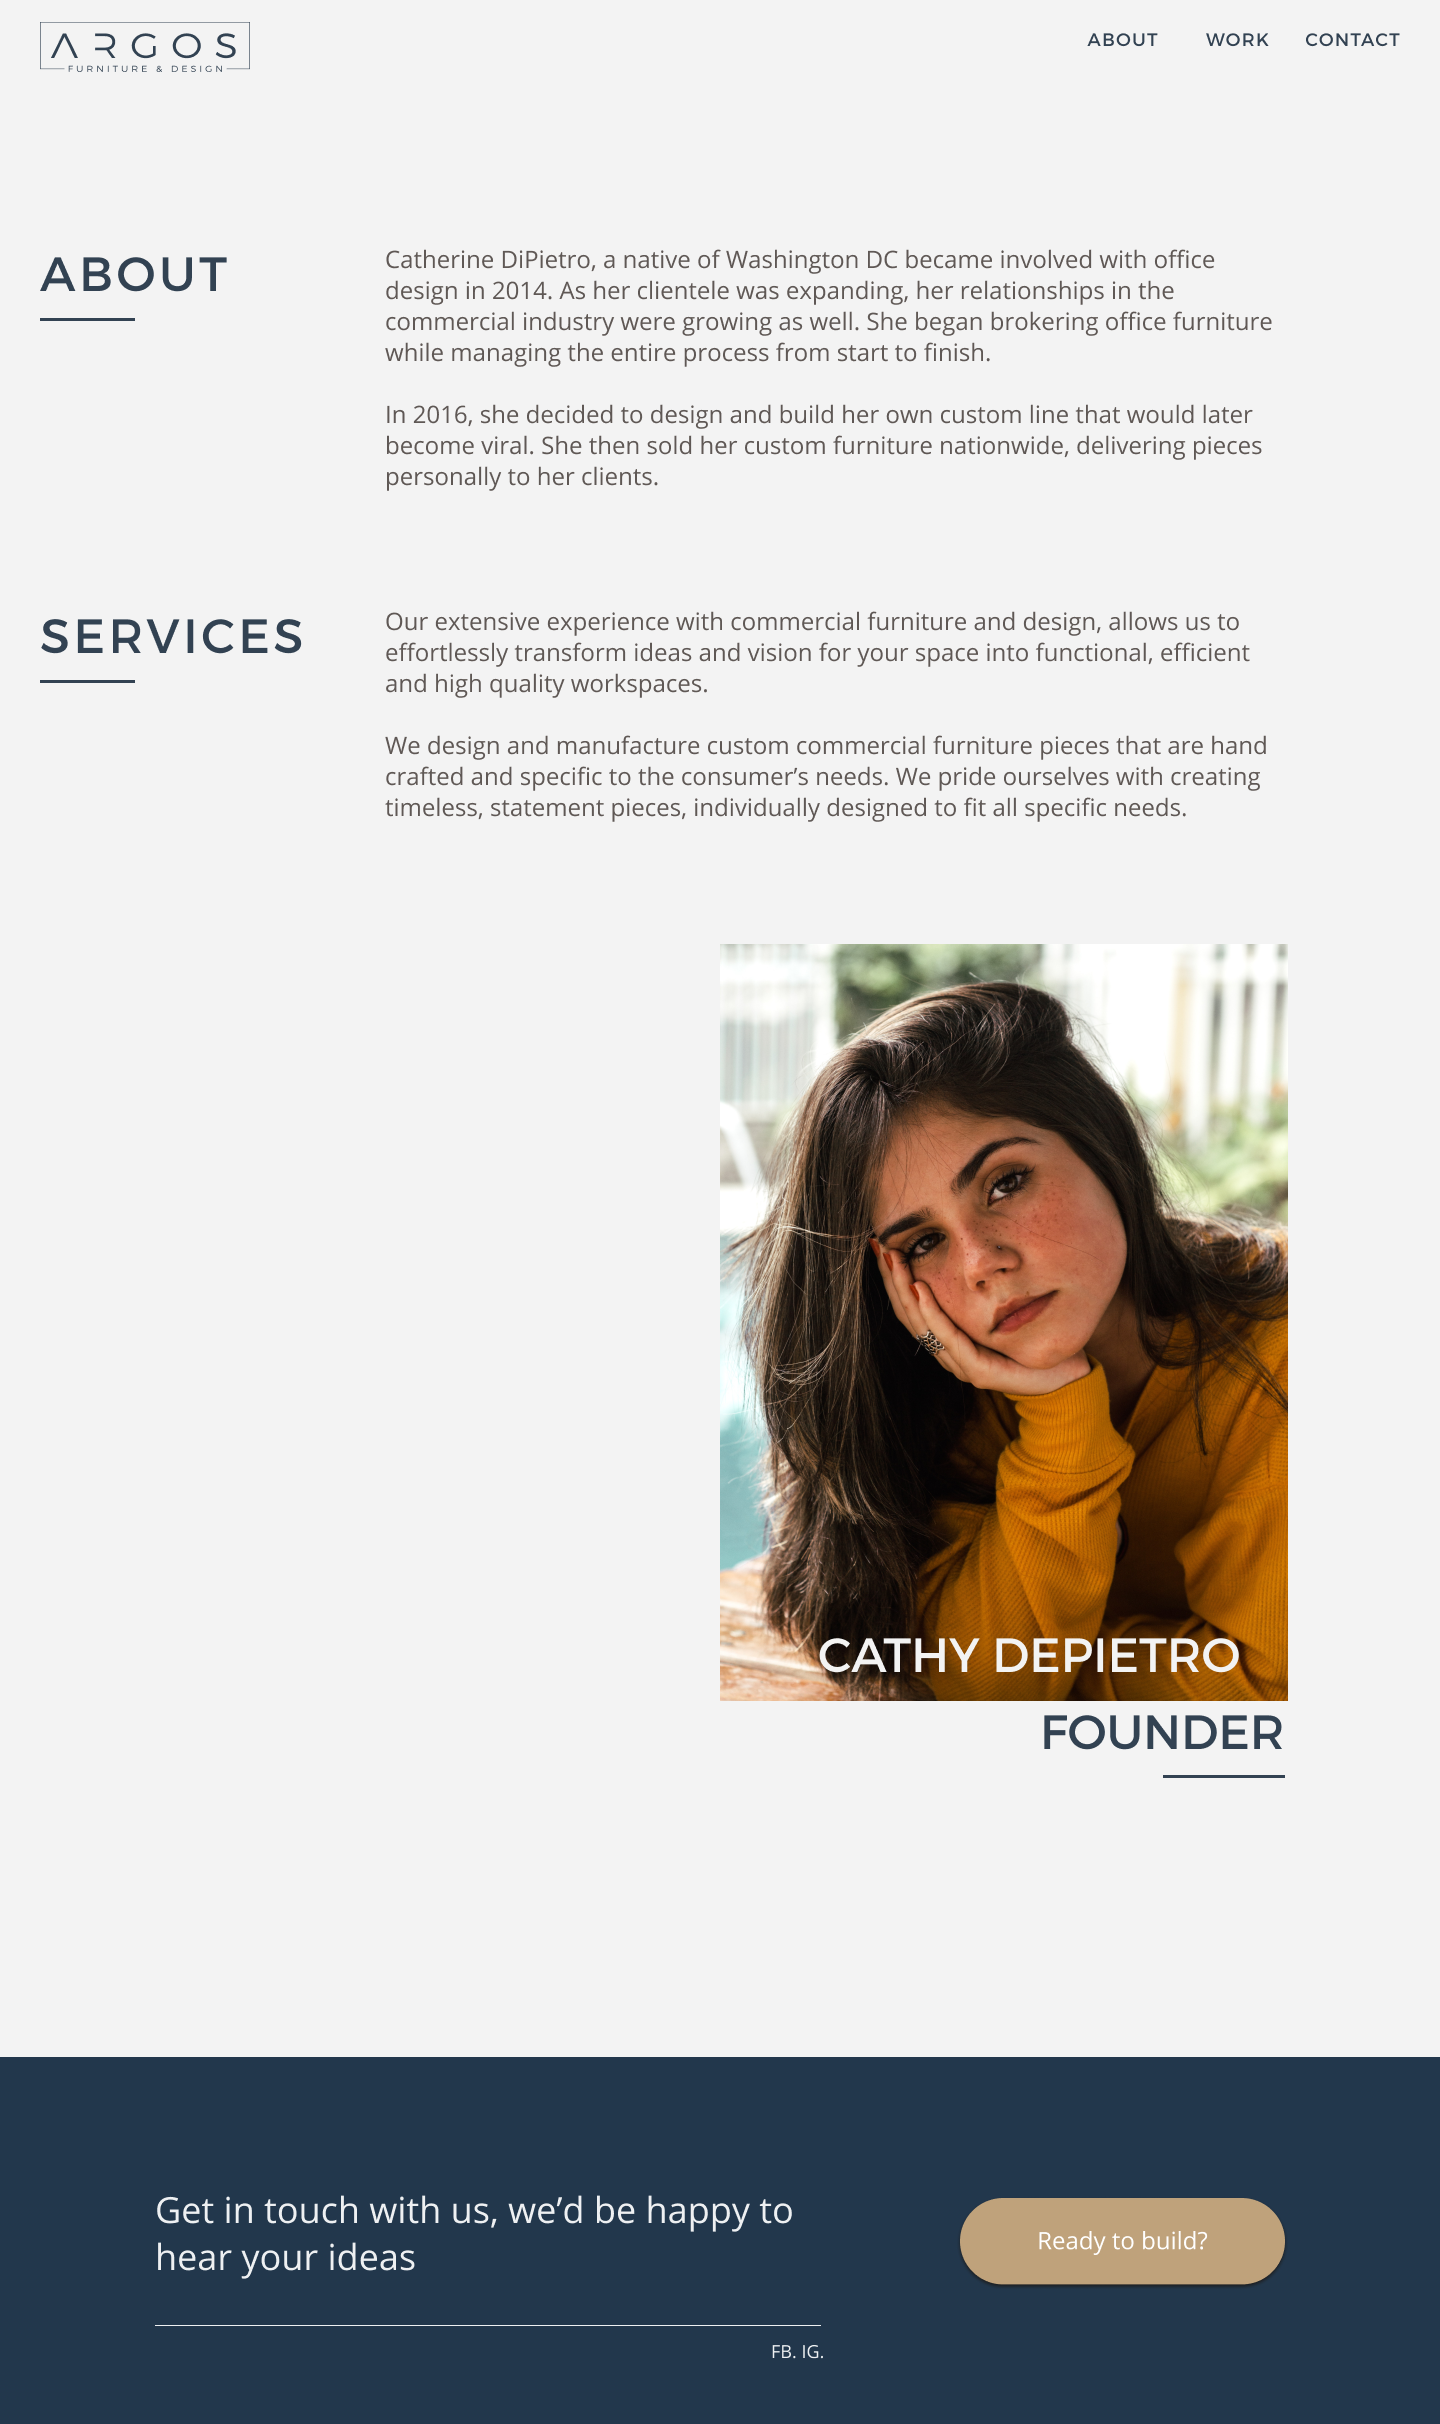 ARGOS
FURNITURE & DESIGN
ABOUT WORK CONTACT
ABOUT
Catherine DiPietro, a native of Washington DC became involved with office
design in 2014. As her clientele was expanding, her relationships in the
commercial industry were growing as well. She began brokering office furniture
while managing the entire process from start to finish.
In 2016, she decided to design and build her own custom line that would later
become viral. She then sold her custom furniture nationwide, delivering pieces
personally to her clients.
SERVICES
Our extensive experience with commercial furniture and design, allows us to
effortlessly transform ideas and vision for your space into functional, efficient
and high quality workspaces.
We design and manufacture custom commercial furniture pieces that are hand
crafted and specific to the consumer’s needs. We pride ourselves with creating
timeless, statement pieces, individually designed to fit all specific needs.
CATHY DEPIETRO
FOUNDER
Get in touch with us, we’d be happy to
hear your ideas
Ready to build?
FB. IG.